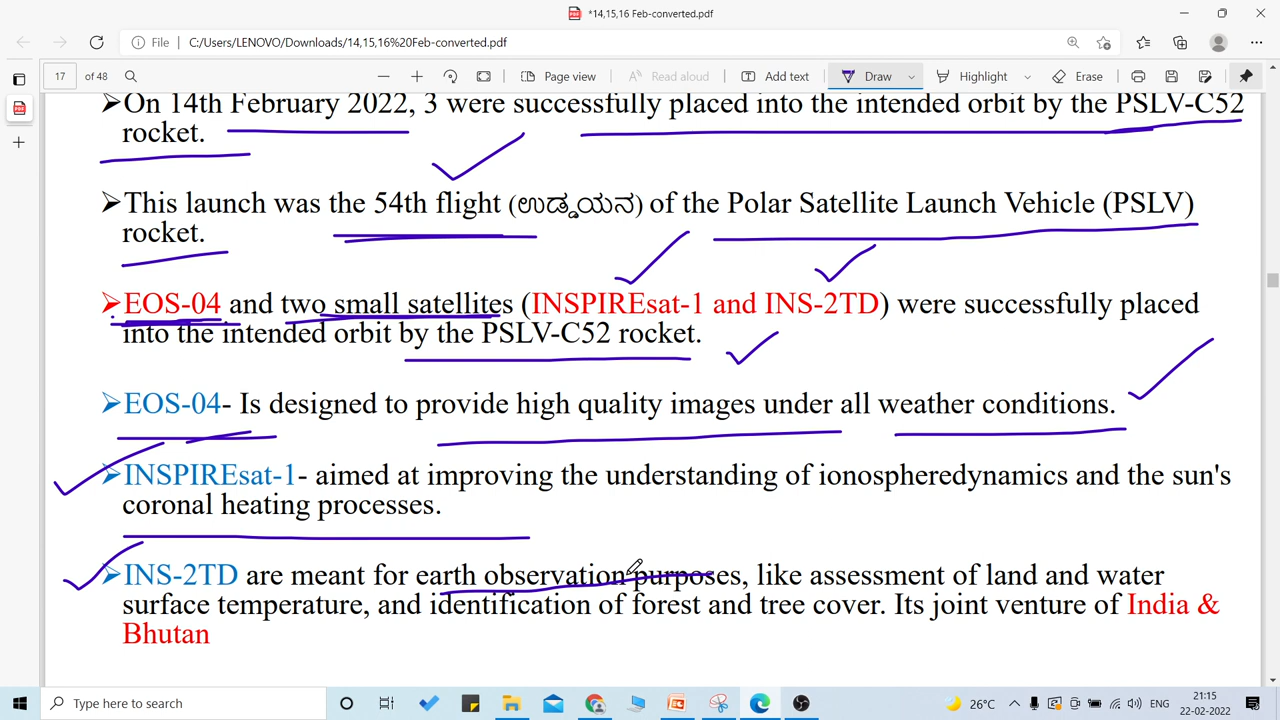 *14,15,16 Feb-converted.pdf
File C:/Users/LENOVO/Downloads/14,15,16%20Feb-converted.pdf
17 of 48 Page view Read aloud Add text Draw Highlight Erase
➤On 14th February 2022, 3 were successfully placed into the intended orbit by the PSLV-C52
rocket.
➤This launch was the 54th flight (ಉಡ್ಡಯನ) of the Polar Satellite Launch Vehicle (PSLV)
rocket.
➤EOS-04 and two small satellites (INSPIREsat-1 and INS-2TD) were successfully placed
into the intended orbit by the PSLV-C52 rocket.
➤EOS-04- Is designed to provide high quality images under all weather conditions.
➤INSPIREsat-1- aimed at improving the understanding of ionospheredynamics and the sun's
coronal heating processes.
➤INS-2TD are meant for earth observation purposes, like assessment of land and water
surface temperature, and identification of forest and tree cover. Its joint venture of India &
Bhutan
Type here to search 26°C ENG 21:15
22-02-2022